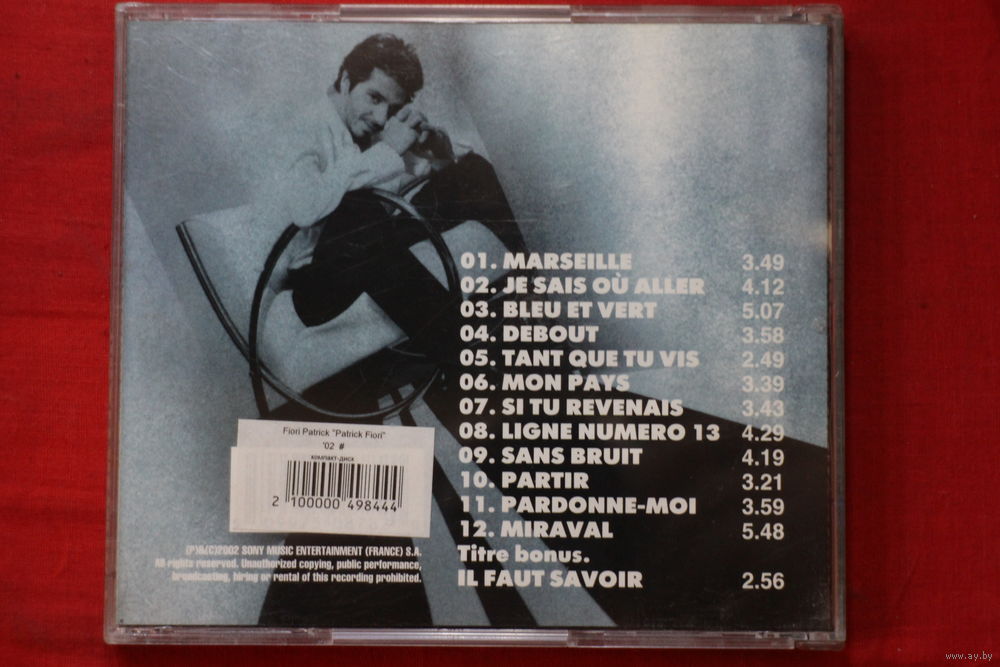 01. MARSEILLE 3.49
02. JE SAIS OÙ ALLER 4.12
03. BLEU ET VERT 5.07
04. DEBOUT 3.58
05. TANT QUE TU VIS 2.49
06. MON PAYS 3.39
07. SI TU REVENAIS 3.43
08. LIGNE NUMERO 13 4.29
09. SANS BRUIT 4.19
10. PARTIR 3.21
11. PARDONNE-MOI 3.59
12. MIRAVAL 5.48
Titre bonus.
IL FAUT SAVOIR 2.56
Fiori Patrick "Patrick Fiori"
'02 #
компакт-диск
2 100000 498444
(P)&(C)2002 SONY MUSIC ENTERTAINMENT (FRANCE) S.A.
All rights reserved. Unauthorized copying, public performance,
broadcasting, hiring or rental of this recording prohibited.
www.ay.by